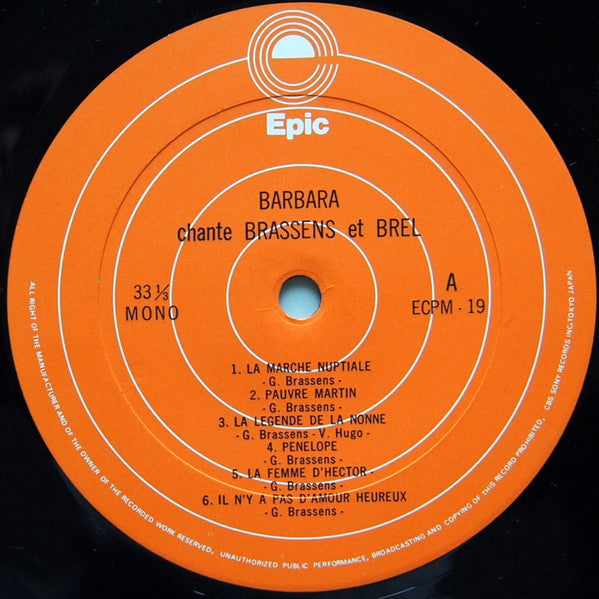 Epic
BARBARA
chante BRASSENS et BREL
33 ⅓
MONO
A
ECPM - 19
1. LA MARCHE NUPTIALE
- G. Brassens -
2. PAUVRE MARTIN
- G. Brassens -
3. LA LEGENDE DE LA NONNE
- G. Brassens - V. Hugo -
4. PENELOPE
- G. Brassens -
5. LA FEMME D'HECTOR -
- G. Brassens -
6. IL N'Y A PAS D'AMOUR HEUREUX
- G. Brassens -
ALL RIGHT OF THE MANUFACTURER AND OF THE OWNER OF THE RECORDED WORK RESERVED, UNAUTHORIZED PUBLIC PERFORMANCE, BROADCASTING AND COPYING OF THIS RECORD PROHIBITED, CBS SONY RECORDS INC/TOKYO JAPAN